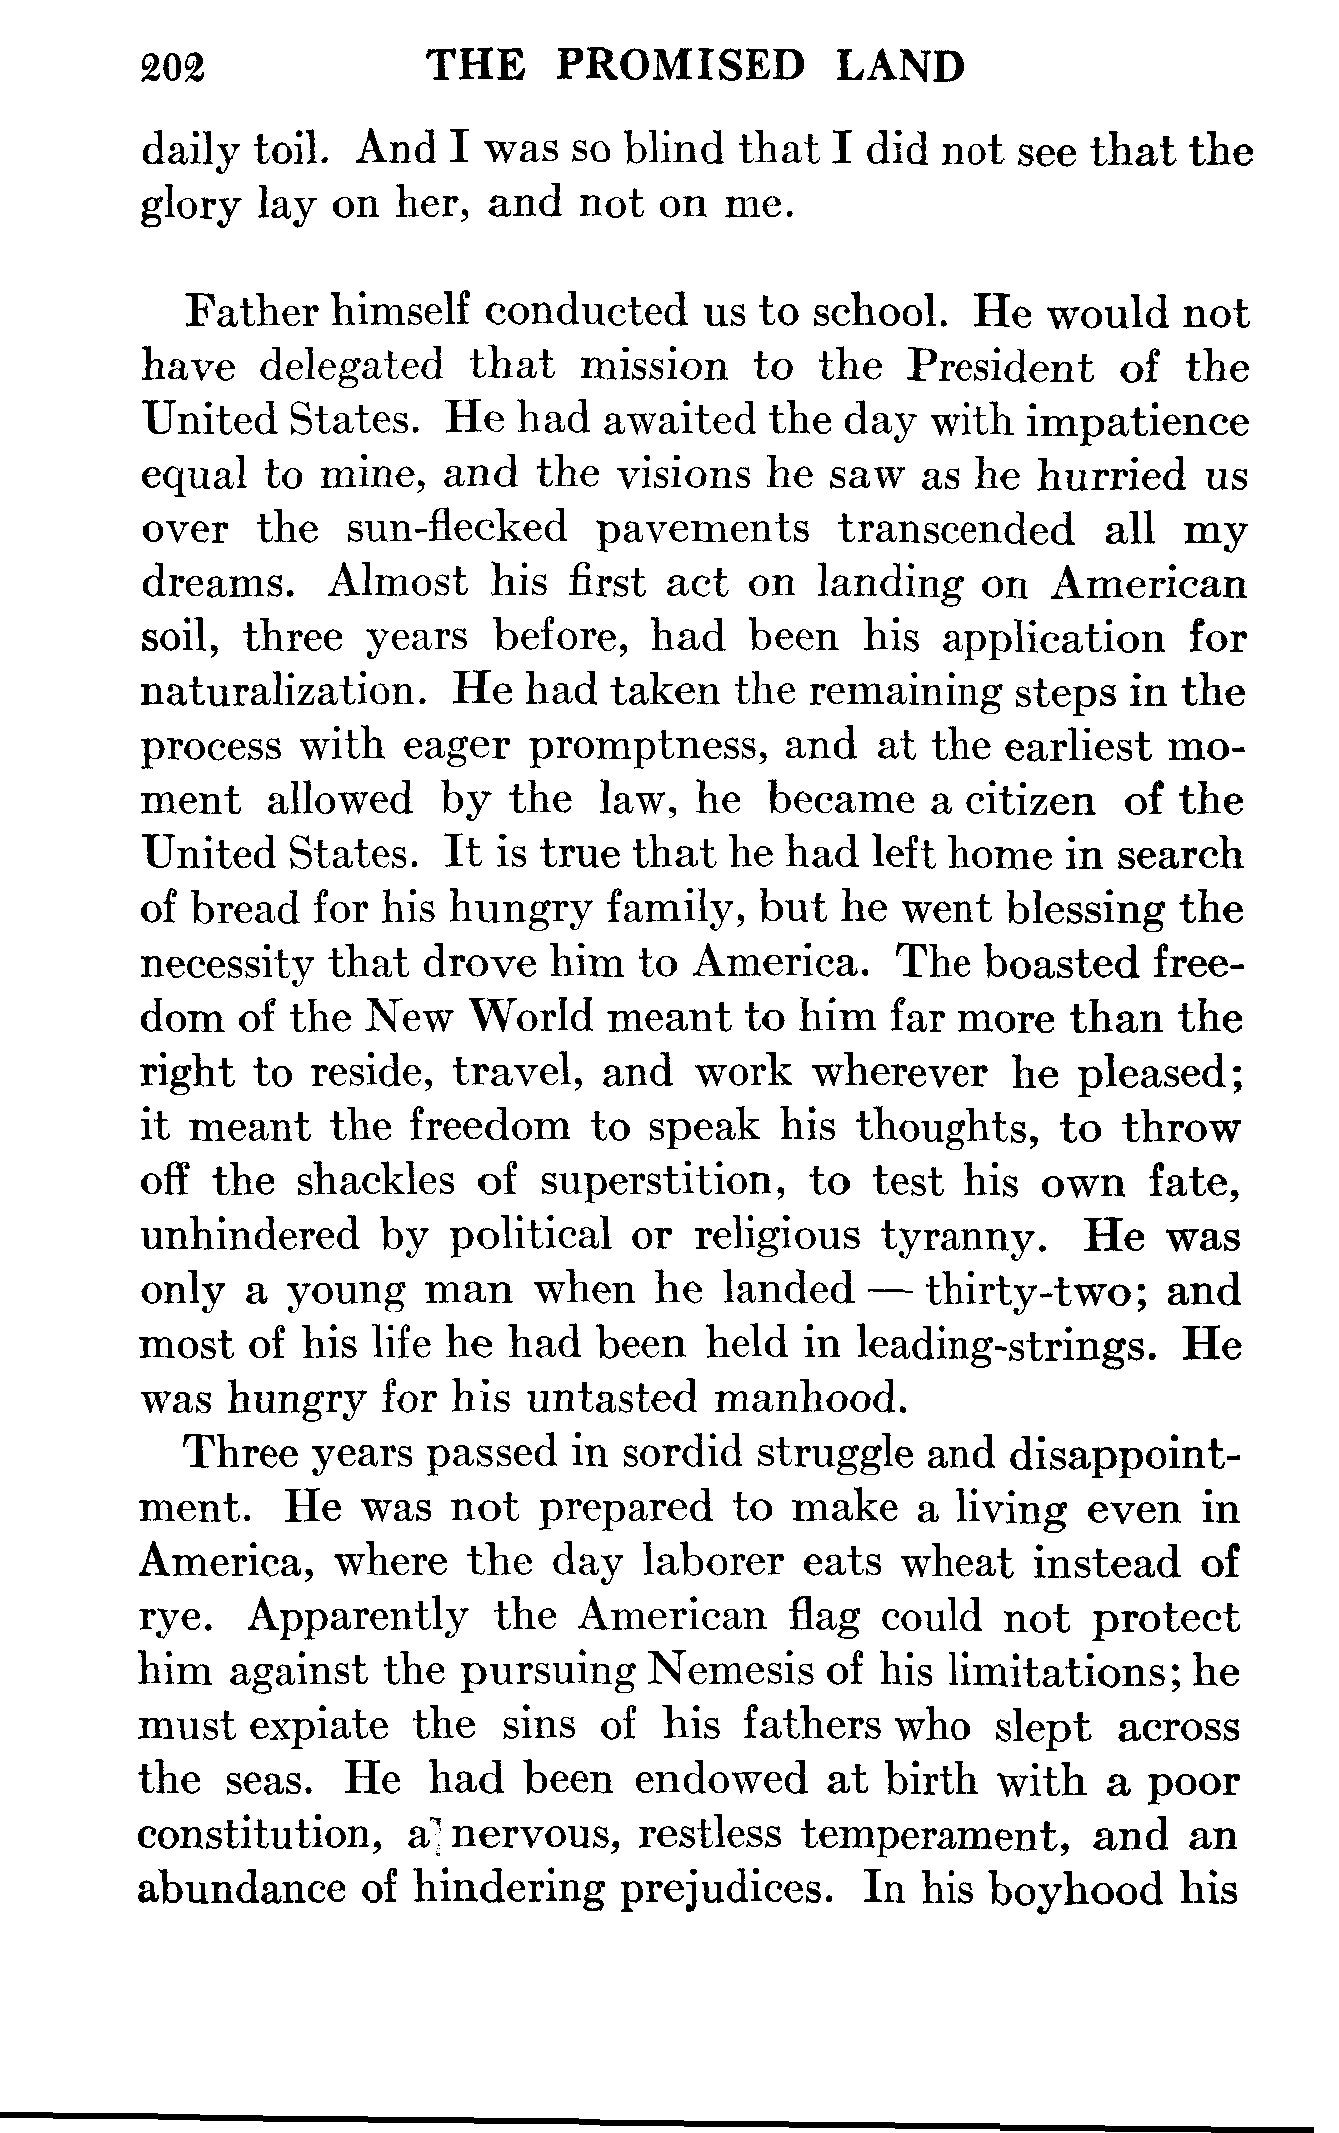 202 THE PROMISED LAND
daily toil. And I was so blind that I did not see that the
glory lay on her, and not on me.
Father himself conducted us to school. He would not
have delegated that mission to the President of the
United States. He had awaited the day with impatience
equal to mine, and the visions he saw as he hurried us
over the sun-flecked pavements transcended all my
dreams. Almost his first act on landing on American
soil, three years before, had been his application for
naturalization. He had taken the remaining steps in the
process with eager promptness, and at the earliest mo-
ment allowed by the law, he became a citizen of the
United States. It is true that he had left home in search
of bread for his hungry family, but he went blessing the
necessity that drove him to America. The boasted free-
dom of the New World meant to him far more than the
right to reside, travel, and work wherever he pleased;
it meant the freedom to speak his thoughts, to throw
off the shackles of superstition, to test his own fate,
unhindered by political or religious tyranny. He was
only a young man when he landed — thirty-two; and
most of his life he had been held in leading-strings. He
was hungry for his untasted manhood.
Three years passed in sordid struggle and disappoint-
ment. He was not prepared to make a living even in
America, where the day laborer eats wheat instead of
rye. Apparently the American flag could not protect
him against the pursuing Nemesis of his limitations; he
must expiate the sins of his fathers who slept across
the seas. He had been endowed at birth with a poor
constitution, a nervous, restless temperament, and an
abundance of hindering prejudices. In his boyhood his